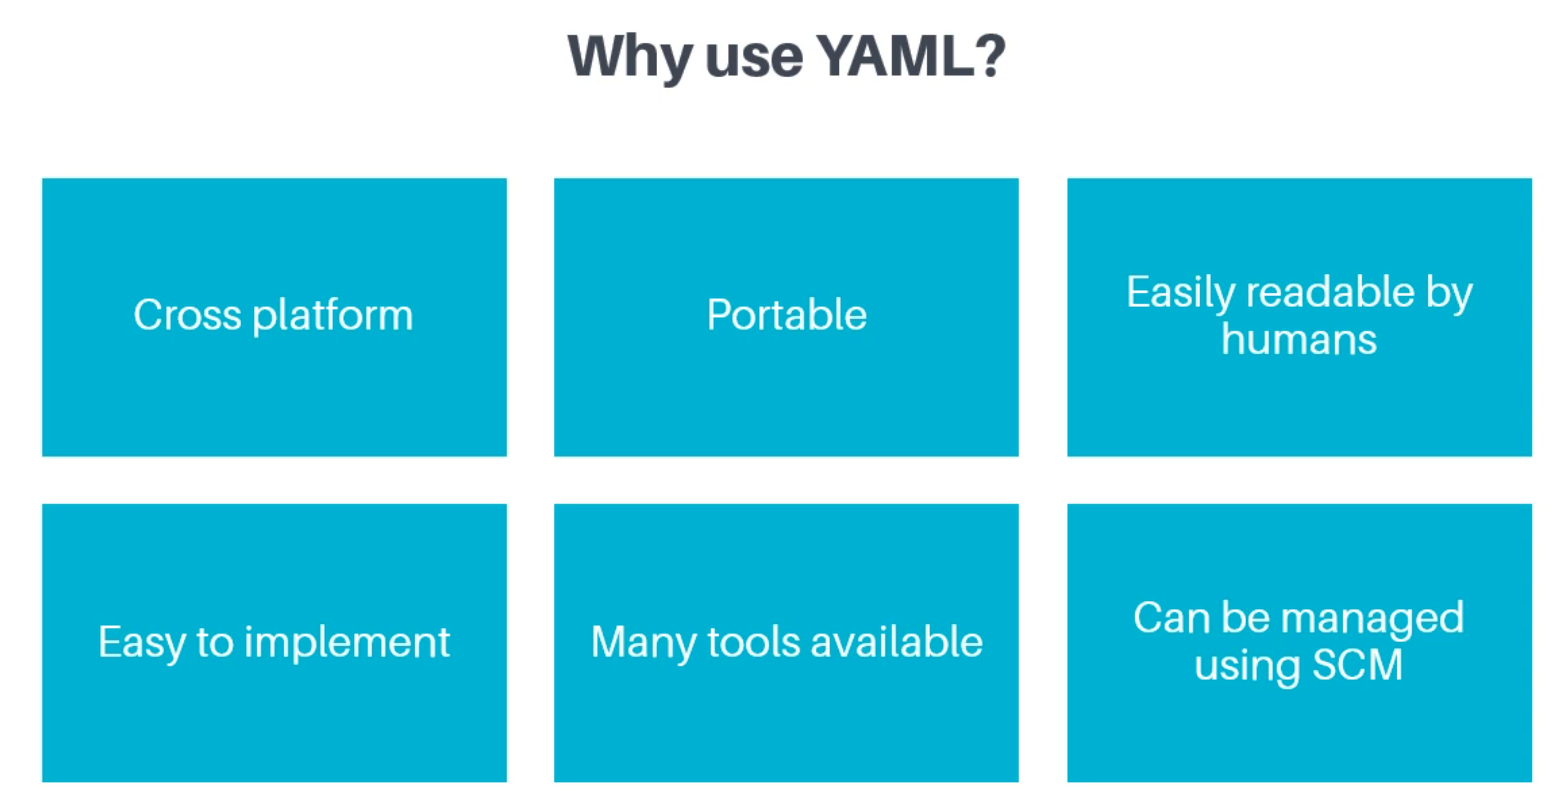 Why use YAML?
Cross platform
Portable
Easily readable by
humans
Easy to implement
Many tools available
Can be managed
using SCM